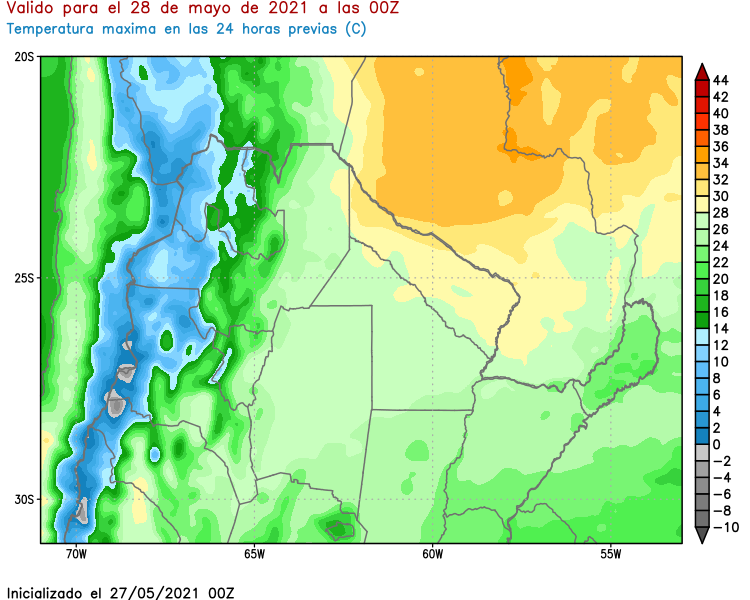 Valido para el 28 de mayo de 2021 a las 00Z
Temperatura maxima en las 24 horas previas (C)
20S
25S
30S
70W
65W
60W
55W
44
42
40
38
36
34
32
30
28
26
24
22
20
18
16
14
12
10
8
6
4
2
0
−2
−4
−6
−8
−10
Inicializado el 27/05/2021 00Z